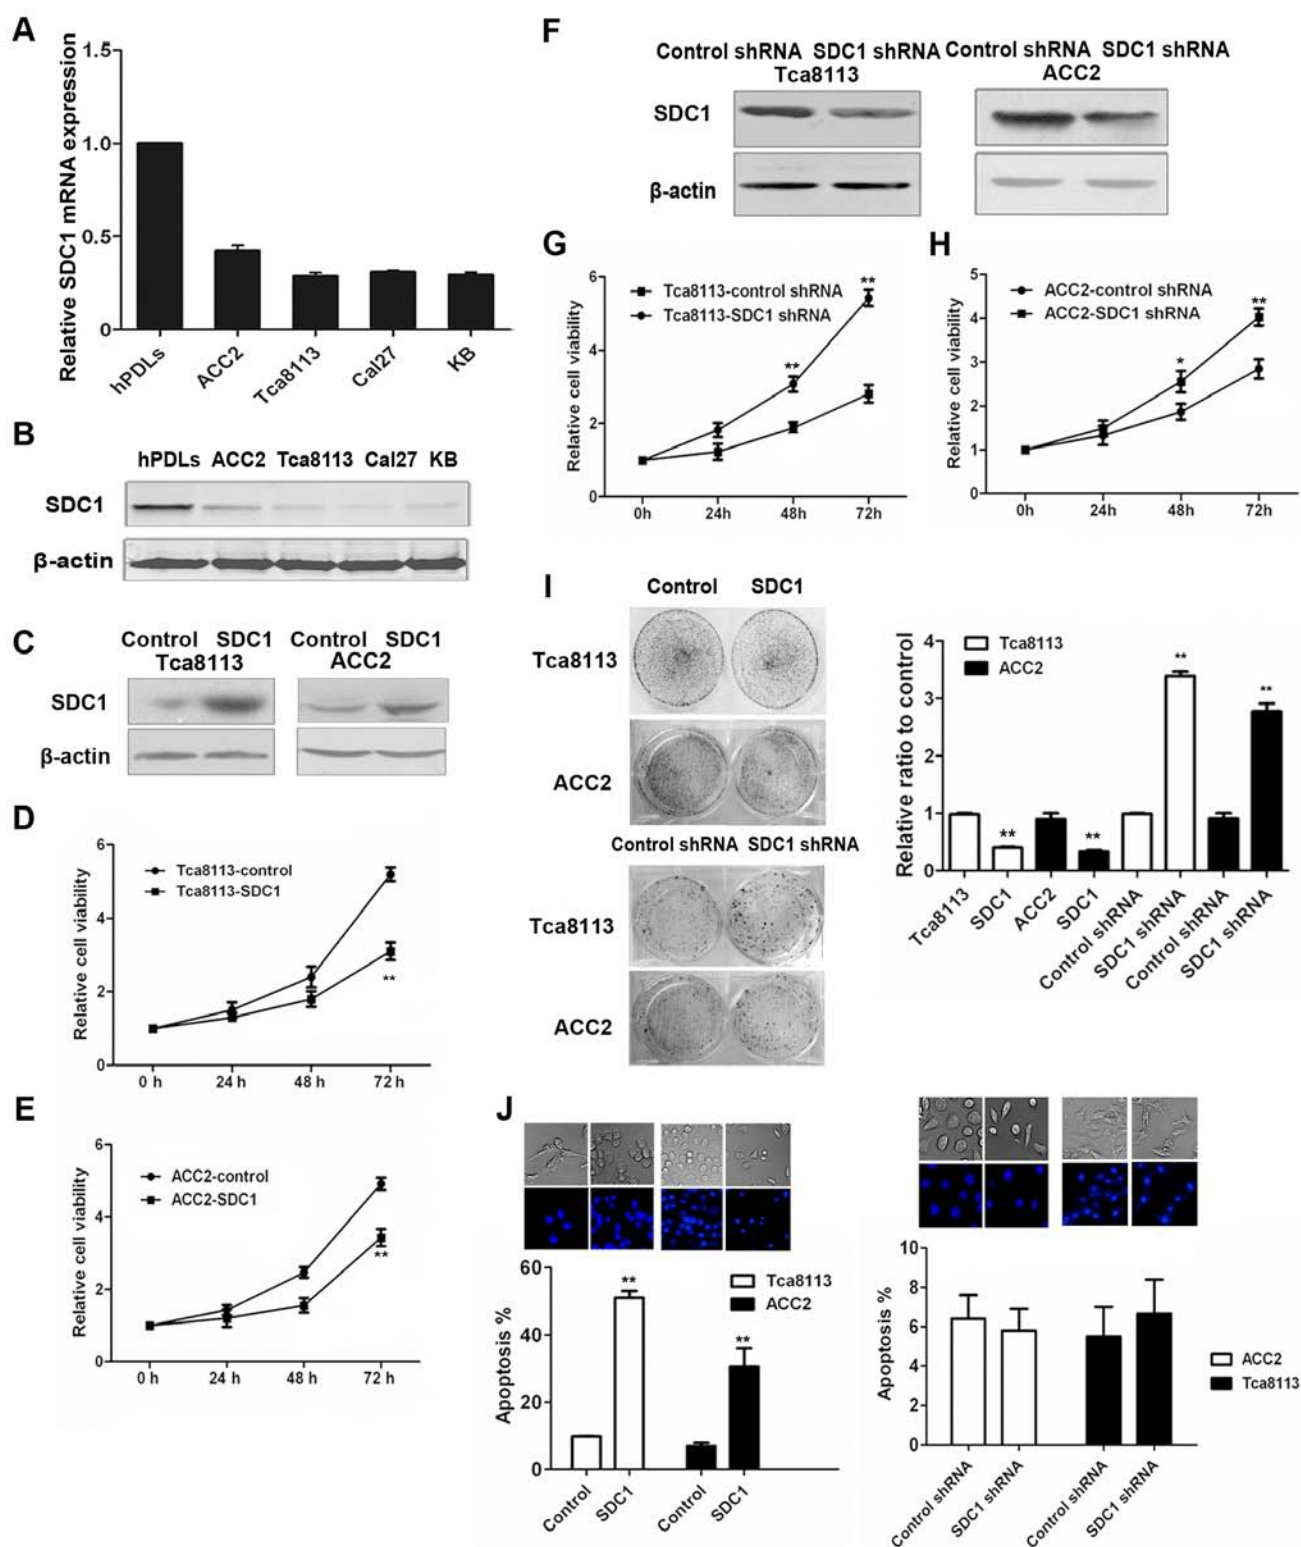 A
Relative SDC1 mRNA expression
1.5
1.0
0.5
0
hPDLs
ACC2
Tca8113
Cal27
KB
B
hPDLs ACC2 Tca8113 Cal27 KB
SDC1
β-actin
C
Control SDC1 Control SDC1
Tca8113 ACC2
SDC1
β-actin
D
Relative cell viability
6
4
2
0
Tca8113-control
Tca8113-SDC1
**
0 h 24 h 48 h 72 h
E
Relative cell viability
6
4
2
0
ACC2-control
ACC2-SDC1
**
0 h 24 h 48 h 72 h
F
Control shRNA SDC1 shRNA Control shRNA SDC1 shRNA
Tca8113 ACC2
SDC1
β-actin
G
Relative cell viability
6
4
2
0
Tca8113-control shRNA
Tca8113-SDC1 shRNA
**
**
0h 24h 48h 72h
H
Relative cell viability
5
4
3
2
1
0
ACC2-control shRNA
ACC2-SDC1 shRNA
*
**
0h 24h 48h 72h
I
Control SDC1
Tca8113
ACC2
Control shRNA SDC1 shRNA
Tca8113
ACC2
Relative ratio to control
4
3
2
1
0
Tca8113
ACC2
**
**
**
**
Tca8113
SDC1
ACC2
SDC1
Control shRNA
SDC1 shRNA
Control shRNA
SDC1 shRNA
J
Apoptosis %
60
40
20
0
Tca8113
ACC2
**
**
Control
SDC1
Control
SDC1
Apoptosis %
10
8
6
4
2
0
ACC2
Tca8113
Control shRNA
SDC1 shRNA
Control shRNA
SDC1 shRNA